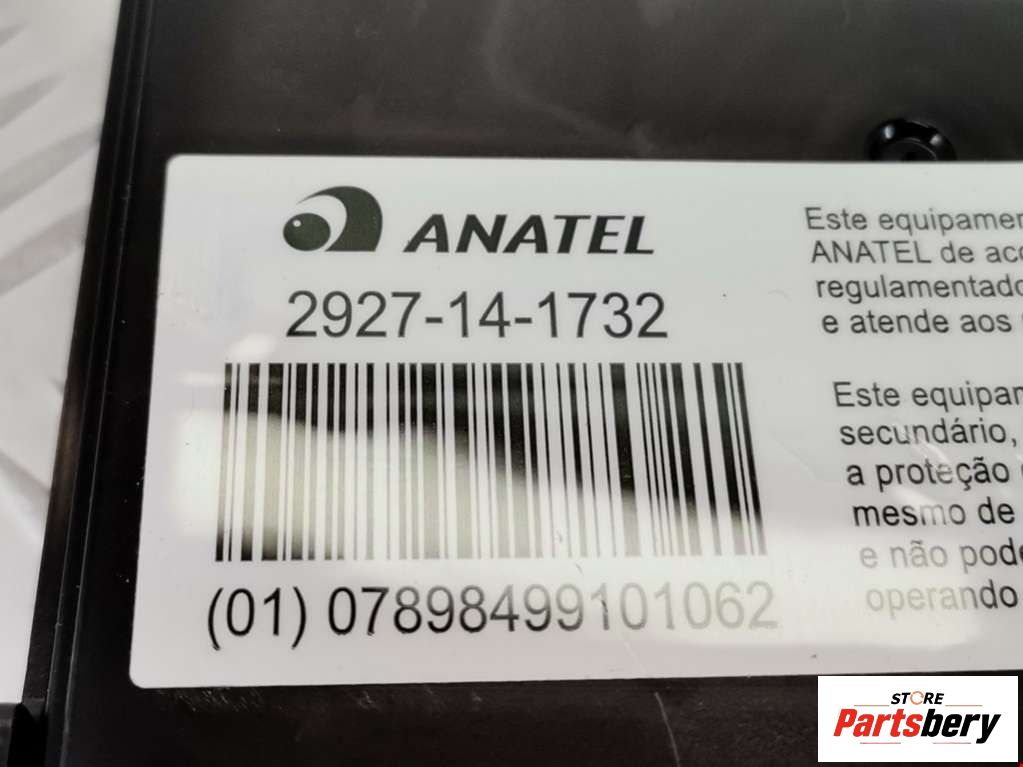 ANATEL
2927-14-1732
(01) 07898499101062
Este equipamen
ANATEL de aco
regulamentado
e atende aos
Este equipam
secundário,
a proteção
mesmo de
e não pode
operando
STORE
Partsbery